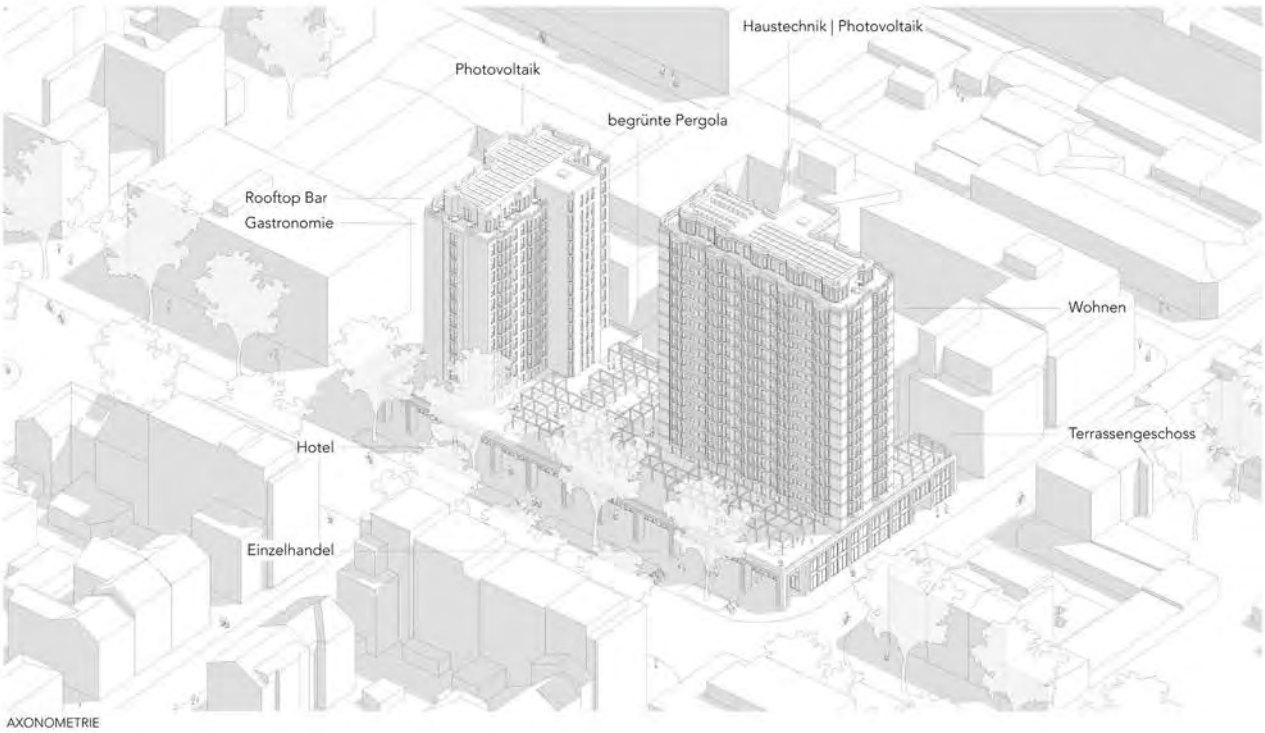 Haustechnik | Photovoltaik
Photovoltaik
begrünte Pergola
Rooftop Bar
Gastronomie
Wohnen
Terrassengeschoss
Hotel
Einzelhandel
AXONOMETRIE